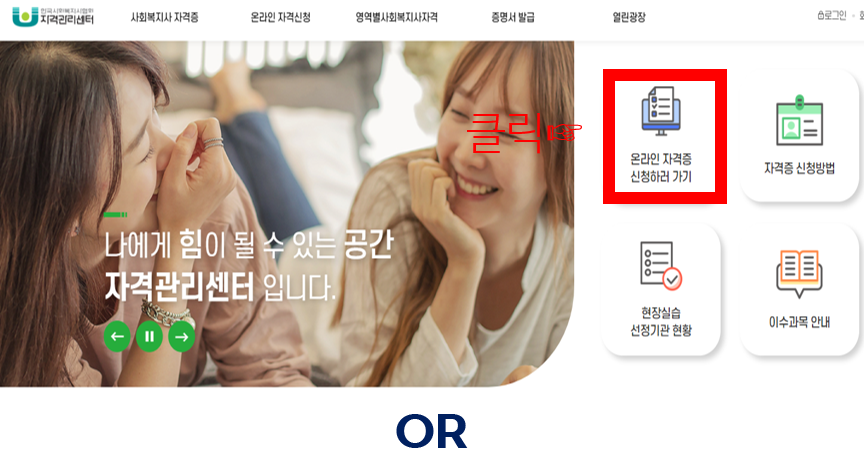 한국사회복지사협회
자격관리센터
사회복지사 자격증
온라인 자격신청
영역별사회복지사자격
증명서 발급
열린광장
로그인
클릭☞
나에게 힘이 될 수 있는 공간
자격관리센터 입니다.
온라인 자격증
신청하러 가기
자격증 신청방법
현장실습
선정기관 현황
이수과목 안내
OR